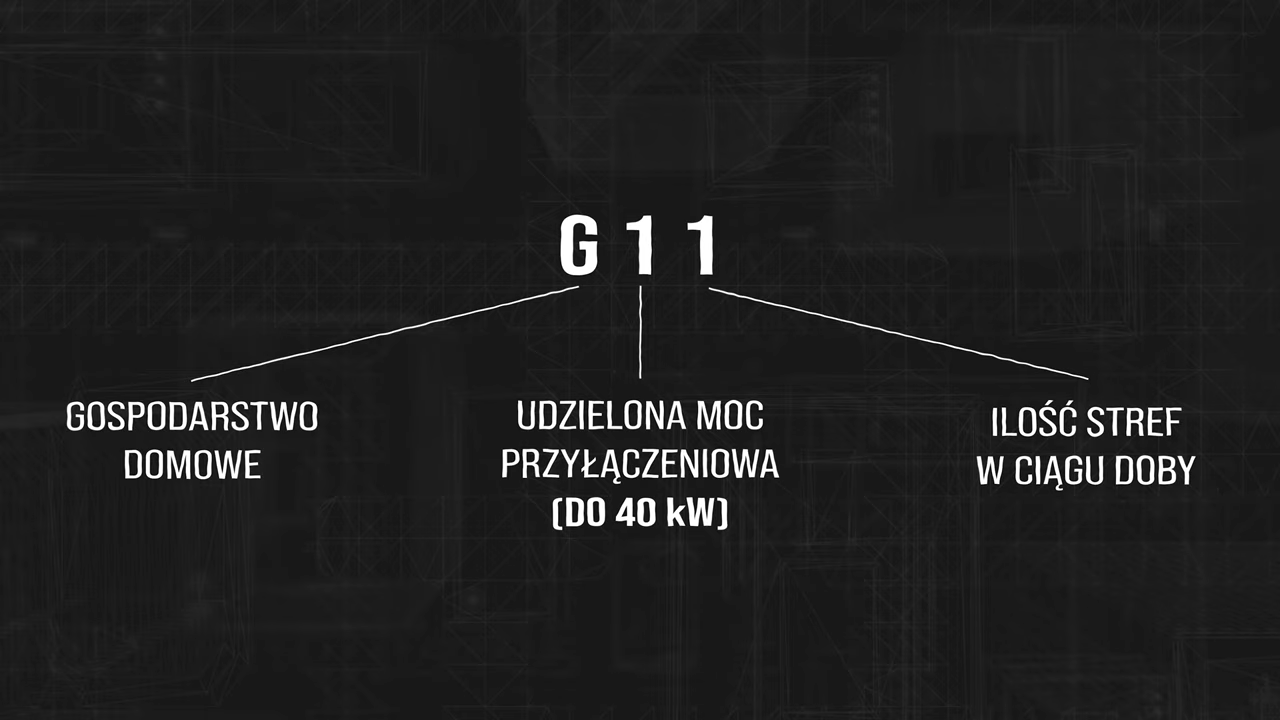 G 1 1
GOSPODARSTWO
DOMOWE
UDZIELONA MOC
PRZYŁĄCZENIOWA
(DO 40 kW)
ILOŚĆ STREF
W CIĄGU DOBY